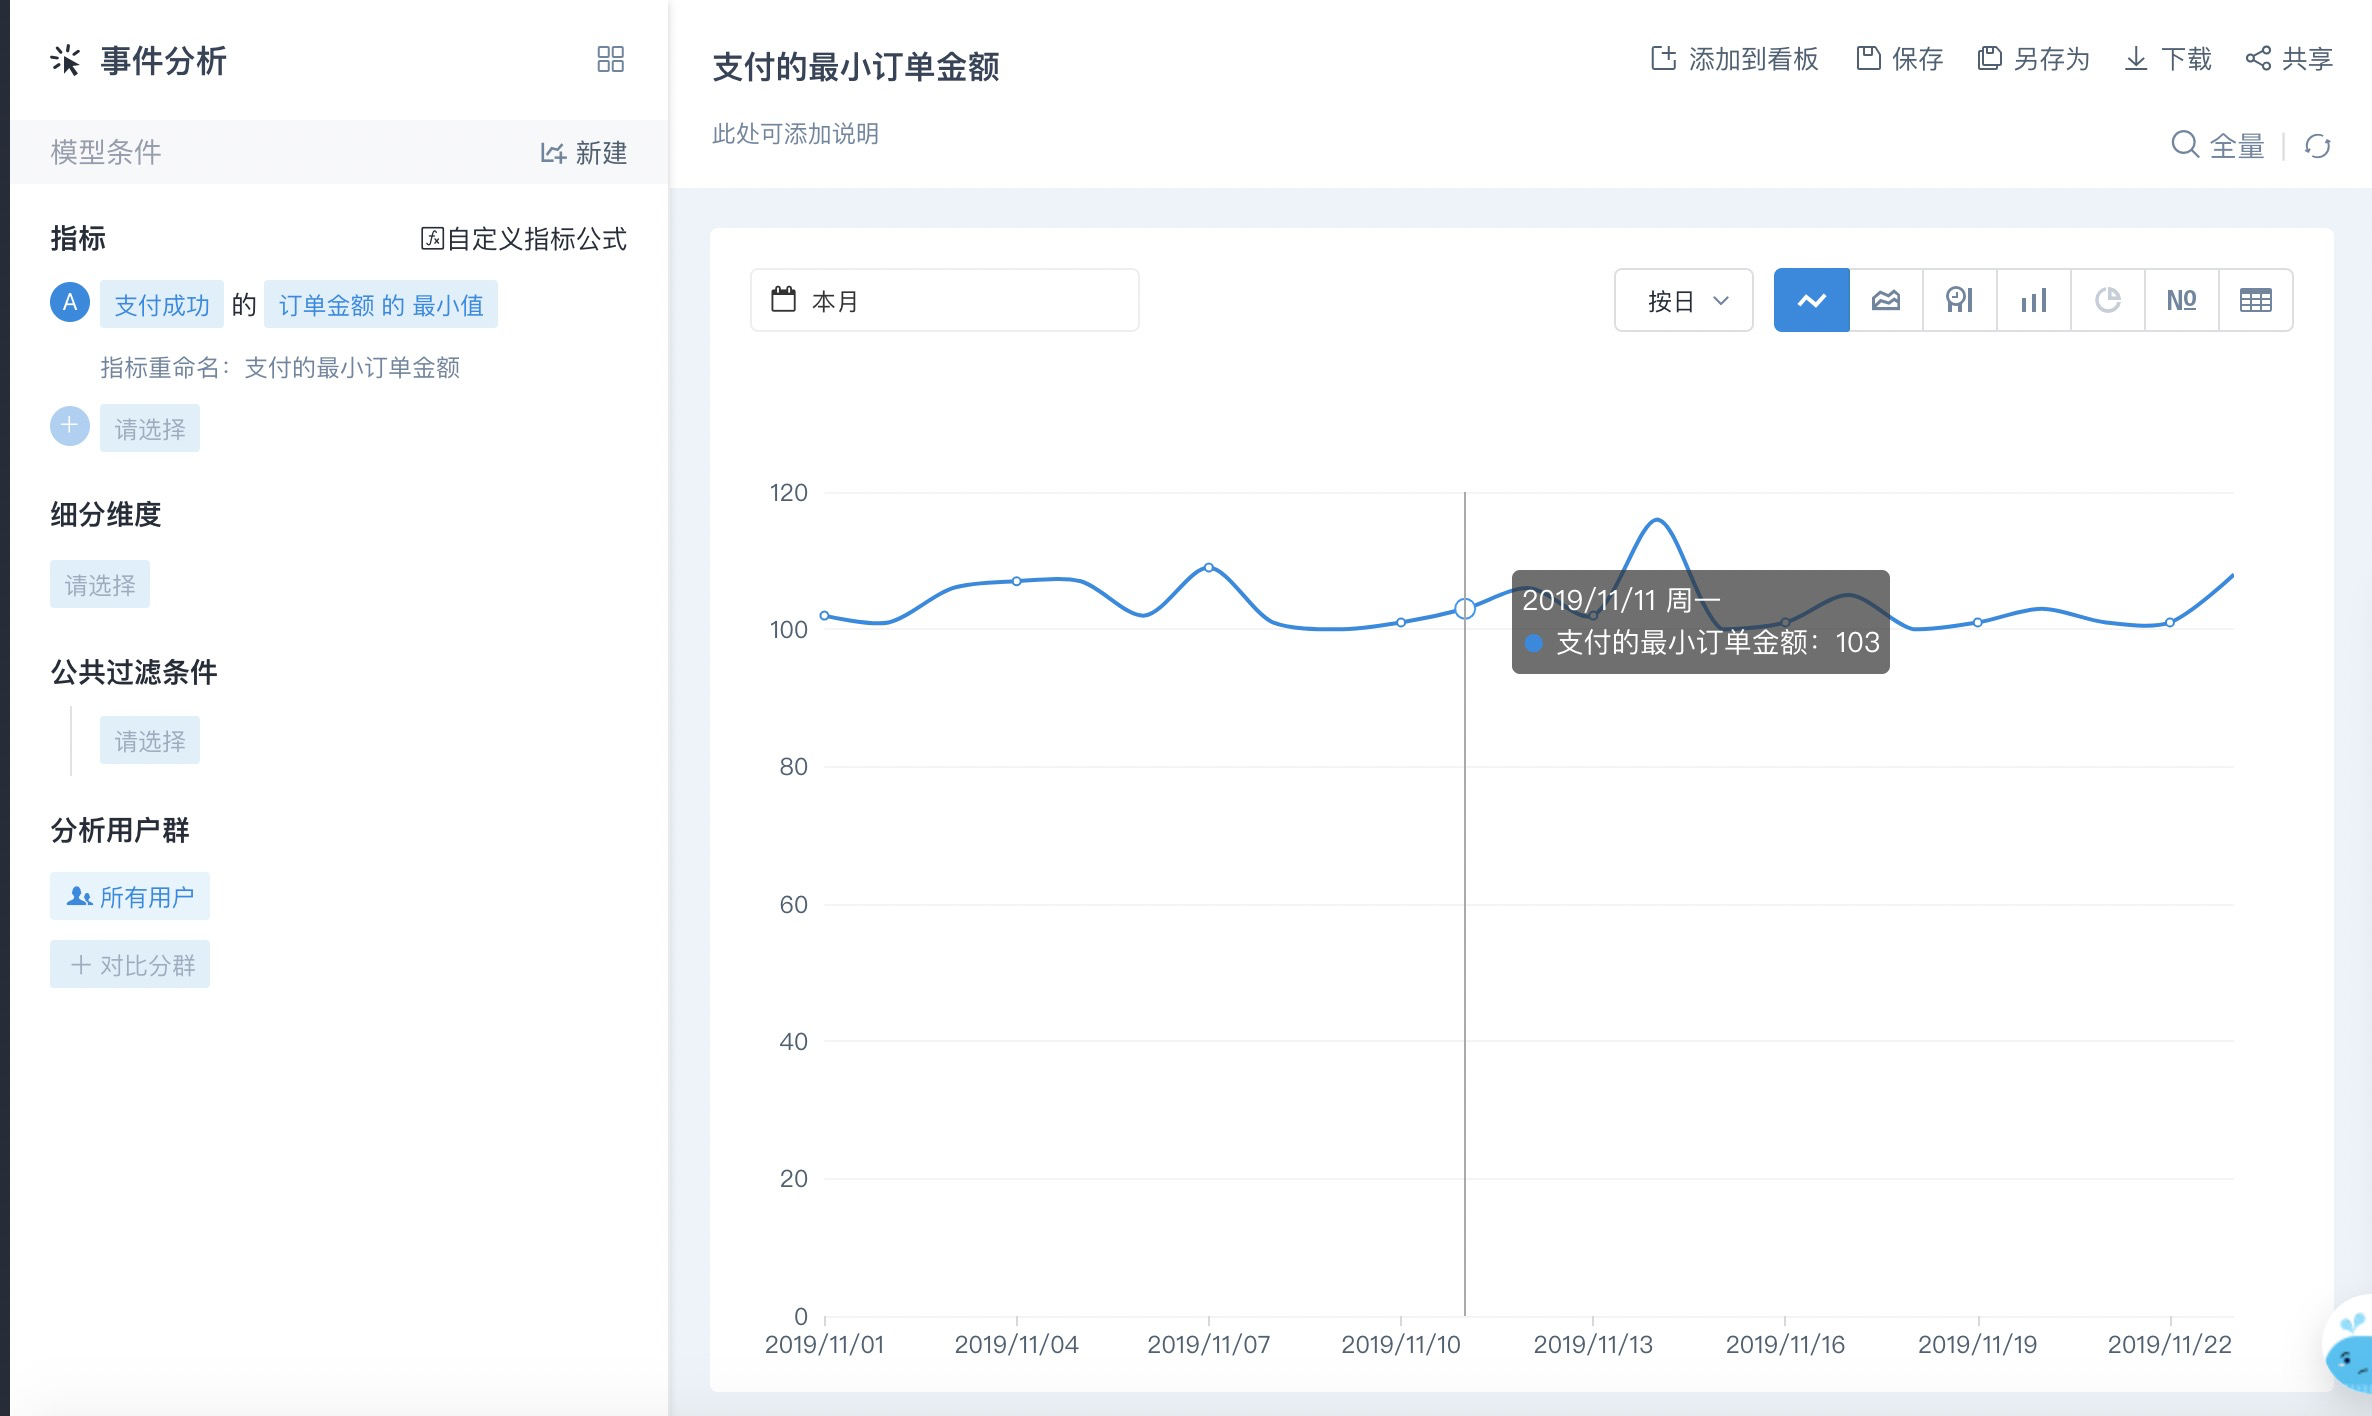 事件分析
模型条件 新建
指标 自定义指标公式
A 支付成功 的 订单金额 的 最小值
指标重命名：支付的最小订单金额
请选择
细分维度
请选择
公共过滤条件
请选择
分析用户群
所有用户
+ 对比分群
支付的最小订单金额
添加到看板 保存 另存为 下载 共享
此处可添加说明
全量
本月
按日
120
100
80
60
40
20
0
2019/11/11 周一
支付的最小订单金额：103
2019/11/01 2019/11/04 2019/11/07 2019/11/10 2019/11/13 2019/11/16 2019/11/19 2019/11/22